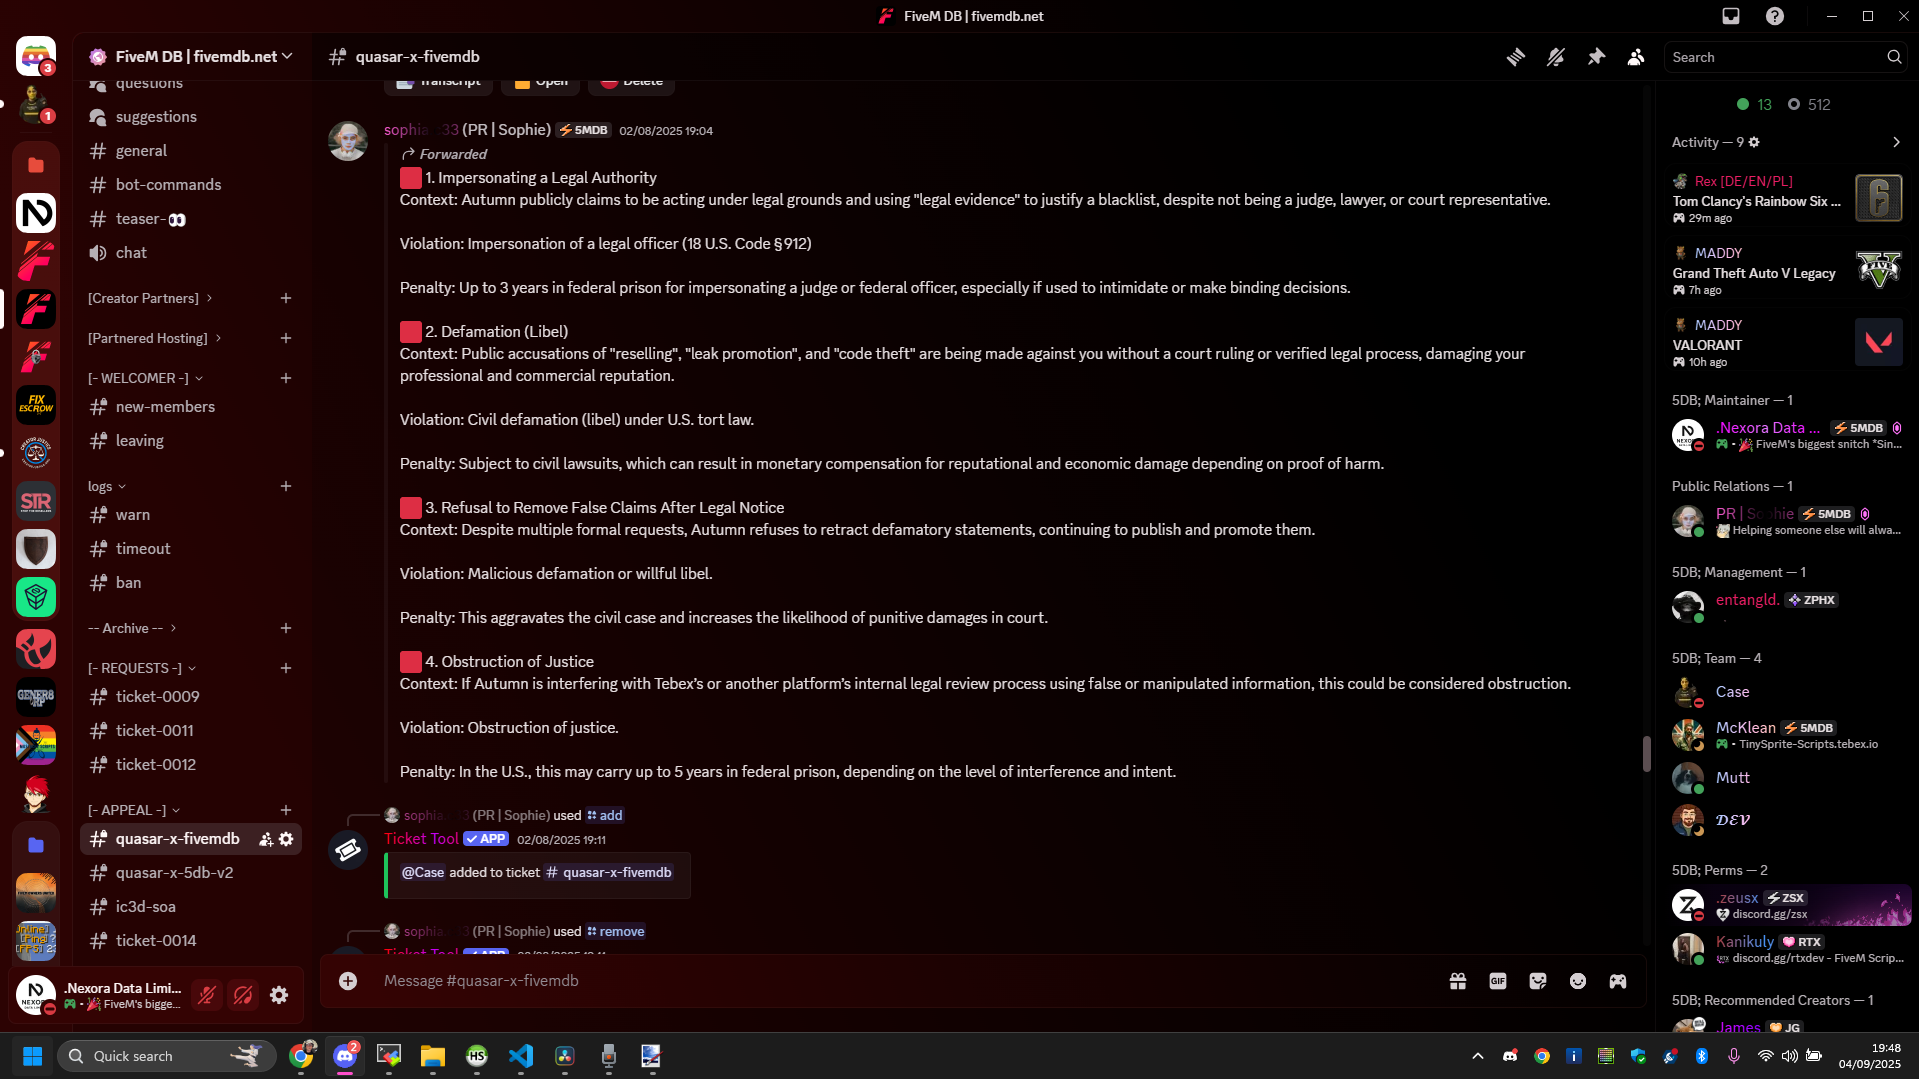 FiveM DB | fivemdb.net
FiveM DB | fivemdb.net
questions
suggestions
general
bot-commands
teaser-👀
chat
[Creator Partners]
[Partnered Hosting]
[- WELCOMER -]
new-members
leaving
logs
warn
timeout
ban
-- Archive --
[- REQUESTS -]
ticket-0009
ticket-0011
ticket-0012
[- APPEAL -]
quasar-x-fivemdb
quasar-x-5db-v2
ic3d-soa
ticket-0014
.Nexora Data Limi...
• 🎉 FiveM's bigge...
3
1
FIX
ESCROW
STR
GENER8
RP
quasar-x-fivemdb
Search
Transcript Open Delete
(PR | Sophie) 5MDB 02/08/2025 19:04
Forwarded
1. Impersonating a Legal Authority
Context: Autumn publicly claims to be acting under legal grounds and using "legal evidence" to justify a blacklist, despite not being a judge, lawyer, or court representative.
Violation: Impersonation of a legal officer (18 U.S. Code §912)
Penalty: Up to 3 years in federal prison for impersonating a judge or federal officer, especially if used to intimidate or make binding decisions.
2. Defamation (Libel)
Context: Public accusations of "reselling", "leak promotion", and "code theft" are being made against you without a court ruling or verified legal process, damaging your
professional and commercial reputation.
Violation: Civil defamation (libel) under U.S. tort law.
Penalty: Subject to civil lawsuits, which can result in monetary compensation for reputational and economic damage depending on proof of harm.
3. Refusal to Remove False Claims After Legal Notice
Context: Despite multiple formal requests, Autumn refuses to retract defamatory statements, continuing to publish and promote them.
Violation: Malicious defamation or willful libel.
Penalty: This aggravates the civil case and increases the likelihood of punitive damages in court.
4. Obstruction of Justice
Context: If Autumn is interfering with Tebex’s or another platform’s internal legal review process using false or manipulated information, this could be considered obstruction.
Violation: Obstruction of justice.
Penalty: In the U.S., this may carry up to 5 years in federal prison, depending on the level of interference and intent.
(PR | Sophie) used add
Ticket Tool APP 02/08/2025 19:11
@Case added to ticket # quasar-x-fivemdb
(PR | Sophie) used remove
Ticket Tool APP 02/08/2025 19:11
Message #quasar-x-fivemdb
GIF
13 512
Activity — 9
Rex [DE/EN/PL]
Tom Clancy's Rainbow Six ...
29m ago
MADDY
Grand Theft Auto V Legacy
7h ago
MADDY
VALORANT
10h ago
5DB; Maintainer — 1
.Nexora Data ... 5MDB
• 🎉 FiveM's biggest snitch *Sin...
Public Relations — 1
PR | Sophie 5MDB
Helping someone else will alwa...
5DB; Management — 1
entangld. ZPHX
5DB; Team — 4
Case
McKlean 5MDB
• TinySprite-Scripts.tebex.io
Mutt
𝓓𝓔𝓥
5DB; Perms — 2
.zeusx ZSX
discord.gg/zsx
Kanikuly RTX
discord.gg/rtxdev - FiveM Scrip...
5DB; Recommended Creators — 1
James JG
Quick search
2
HS
19:48
04/09/2025